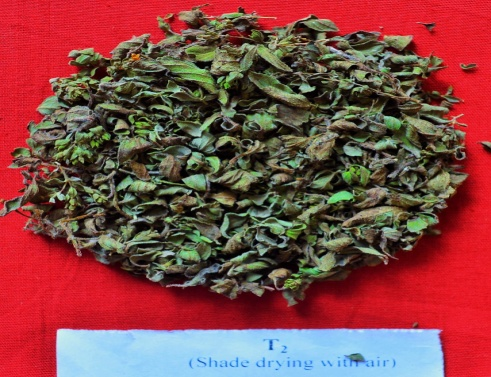 T₂
(Shade drying with air)